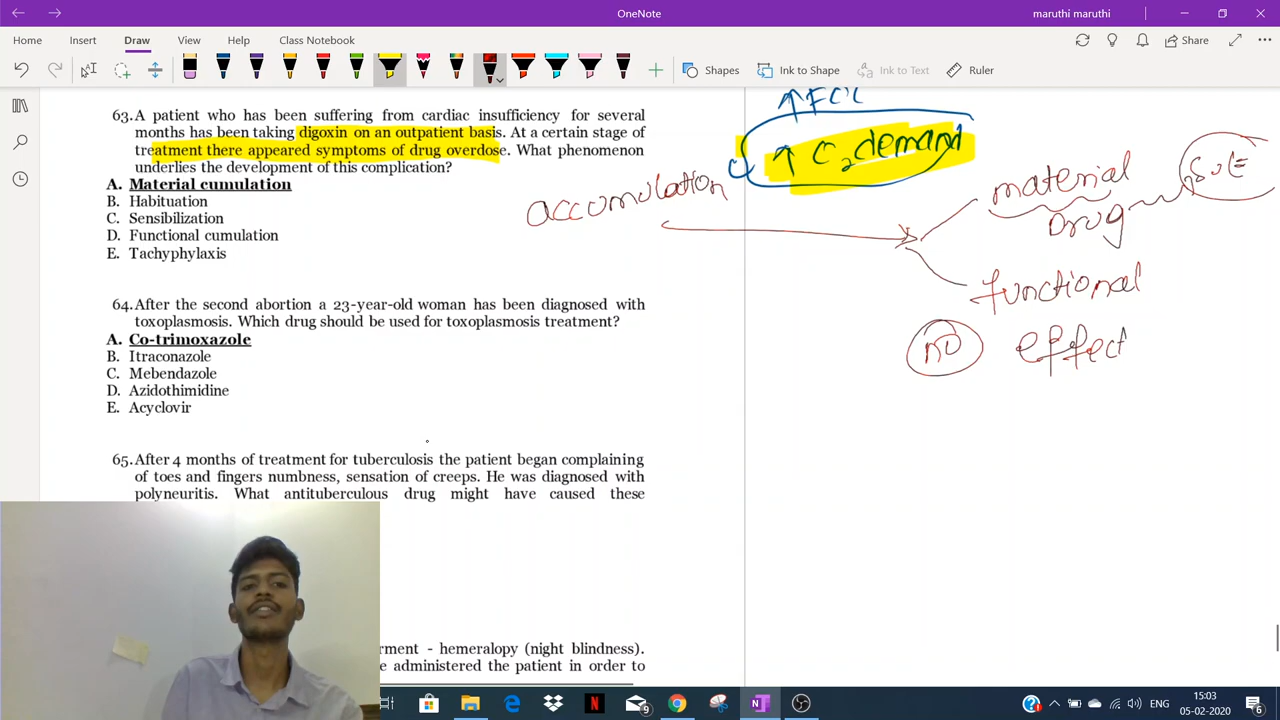 OneNote
maruthi maruthi
Home Insert Draw View Help Class Notebook
Share
Shapes Ink to Shape Ink to Text Ruler
63. A patient who has been suffering from cardiac insufficiency for several
months has been taking digoxin on an outpatient basis. At a certain stage of
treatment there appeared symptoms of drug overdose. What phenomenon
underlies the development of this complication?
A. Material cumulation
B. Habituation
C. Sensibilization
D. Functional cumulation
E. Tachyphylaxis
64. After the second abortion a 23-year-old woman has been diagnosed with
toxoplasmosis. Which drug should be used for toxoplasmosis treatment?
A. Co-trimoxazole
B. Itraconazole
C. Mebendazole
D. Azidothimidine
E. Acyclovir
65. After 4 months of treatment for tuberculosis the patient began complaining
of toes and fingers numbness, sensation of creeps. He was diagnosed with
polyneuritis. What antituberculous drug might have caused these
rment - hemeralopy (night blindness).
e administered the patient in order to
↑ C2 demand
accomulation
material
Drug
functional
effect
15:03
ENG
05-02-2020
9
6